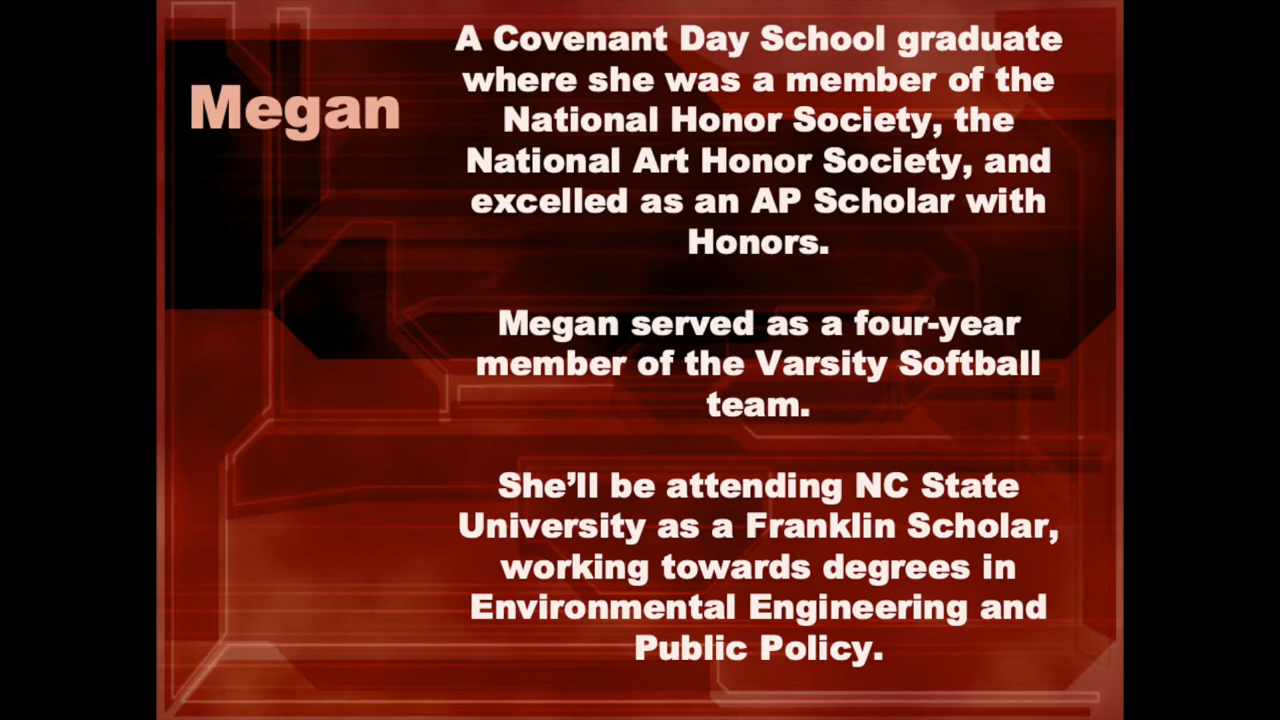 Megan
A Covenant Day School graduate
where she was a member of the
National Honor Society, the
National Art Honor Society, and
excelled as an AP Scholar with
Honors.
Megan served as a four-year
member of the Varsity Softball
team.
She’ll be attending NC State
University as a Franklin Scholar,
working towards degrees in
Environmental Engineering and
Public Policy.